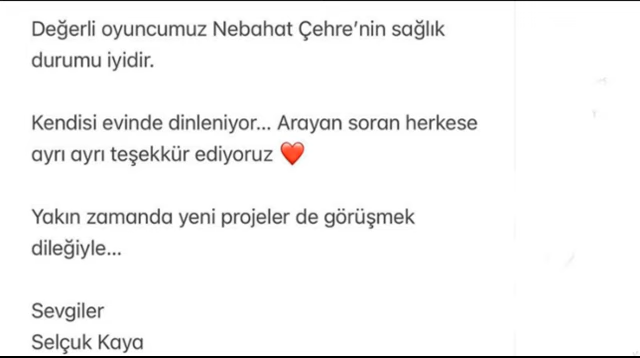 Değerli oyuncumuz Nebahat Çehre’nin sağlık
durumu iyidir.
Kendisi evinde dinleniyor... Arayan soran herkese
ayrı ayrı teşekkür ediyoruz ❤️
Yakın zamanda yeni projeler de görüşmek
dileğiyle...
Sevgiler
Selçuk Kaya